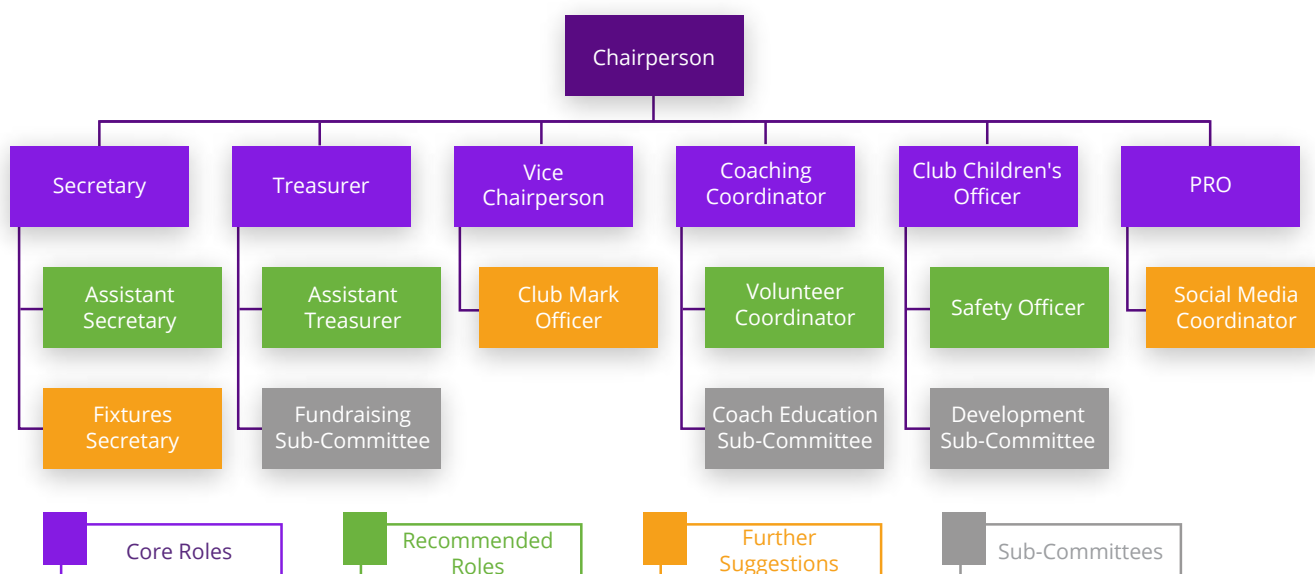 Chairperson
Secretary
Treasurer
Vice
Chairperson
Coaching
Coordinator
Club Children's
Officer
PRO
Assistant
Secretary
Assistant
Treasurer
Club Mark
Officer
Volunteer
Coordinator
Safety Officer
Social Media
Coordinator
Fixtures
Secretary
Fundraising
Sub-Committee
Coach Education
Sub-Committee
Development
Sub-Committee
Core Roles
Recommended
Roles
Further
Suggestions
Sub-Committees